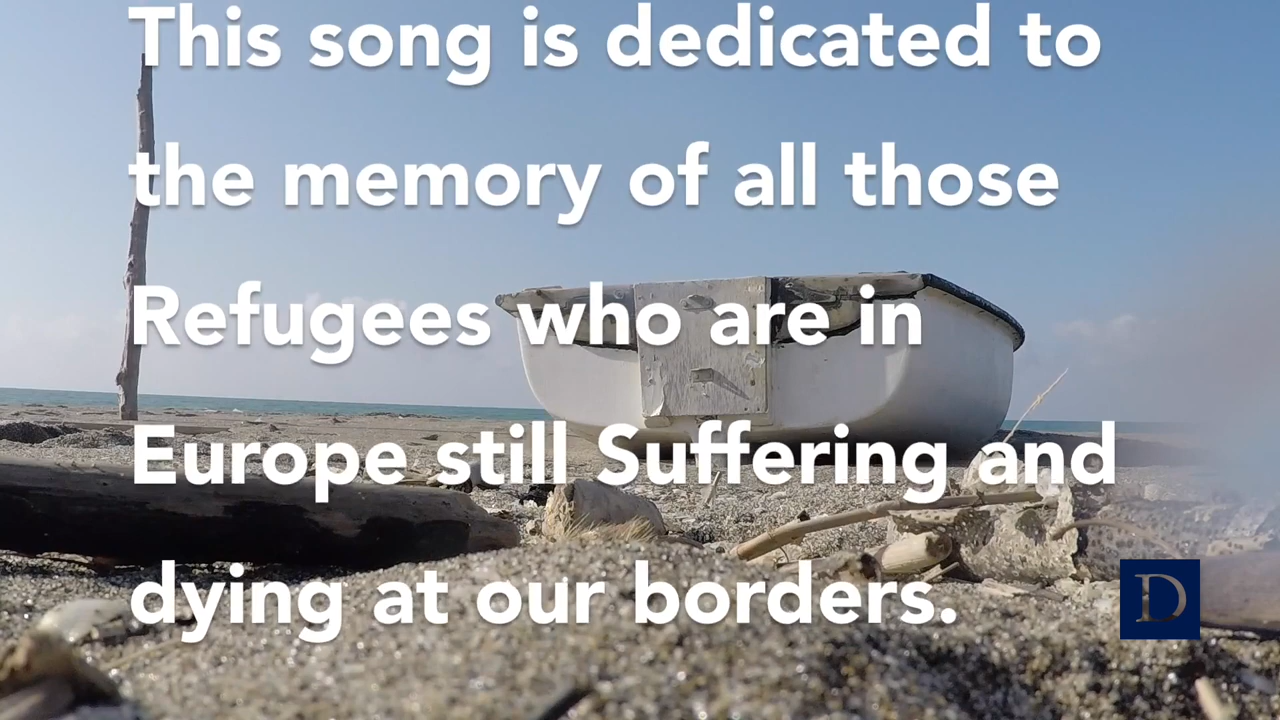 This song is dedicated to
the memory of all those
Refugees who are in
Europe still Suffering and
dying at our borders.
D